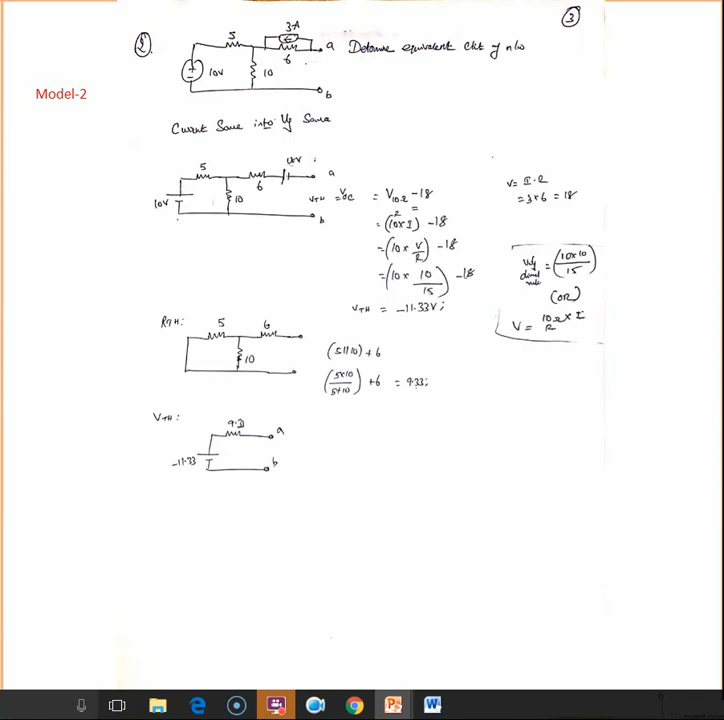 3
2.
3A
5
a Determine equivalent ckt of n/w
6
10V
10
b
Model-2
Current Source into Vg Source
5
18V
a
6
10V
10
b
VTH = VOC = V10Ω - 18
= (10 x I) - 18
= (10 x V/R) - 18
= (10 x 10/15) - 18
VTH = -11.33V;
V = I.R
= 3x6 = 18
Vg = (10x10/15)
(OR)
V = 10Ω x I
RTH:
5
6
10
(5||10) + 6
(5x10/5+10) + 6 = 9.33;
VTH:
9.33
a
-11.33
b